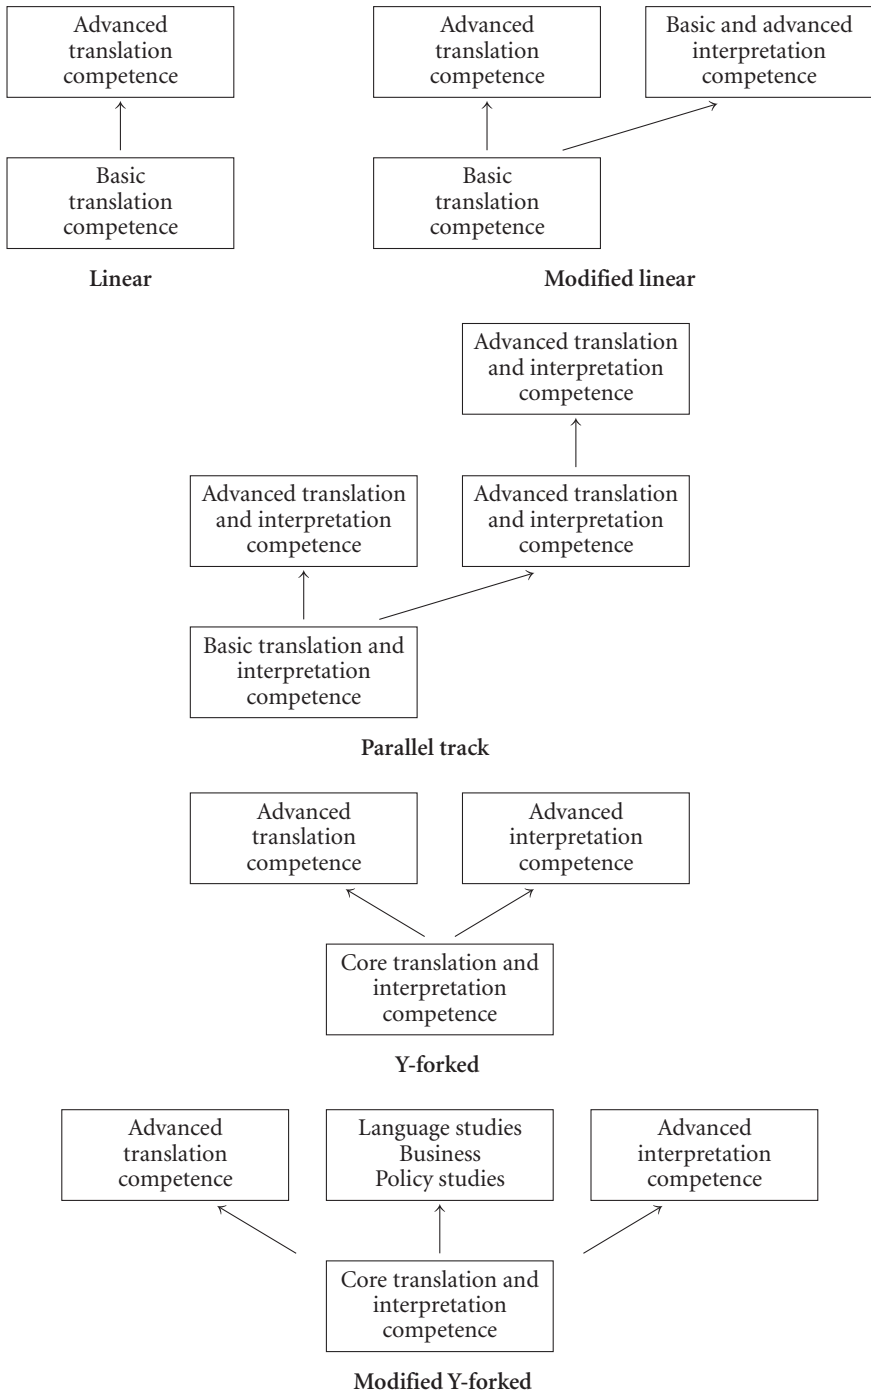 Advanced
translation
competence
Advanced
translation
competence
Basic and advanced
interpretation
competence
Basic
translation
competence
Basic
translation
competence
Linear
Modified linear
Advanced translation
and interpretation
competence
Advanced translation
and interpretation
competence
Advanced translation
and interpretation
competence
Basic translation and
interpretation
competence
Parallel track
Advanced
translation
competence
Advanced
interpretation
competence
Core translation and
interpretation
competence
Y-forked
Advanced
translation
competence
Language studies
Business
Policy studies
Advanced
interpretation
competence
Core translation and
interpretation
competence
Modified Y-forked